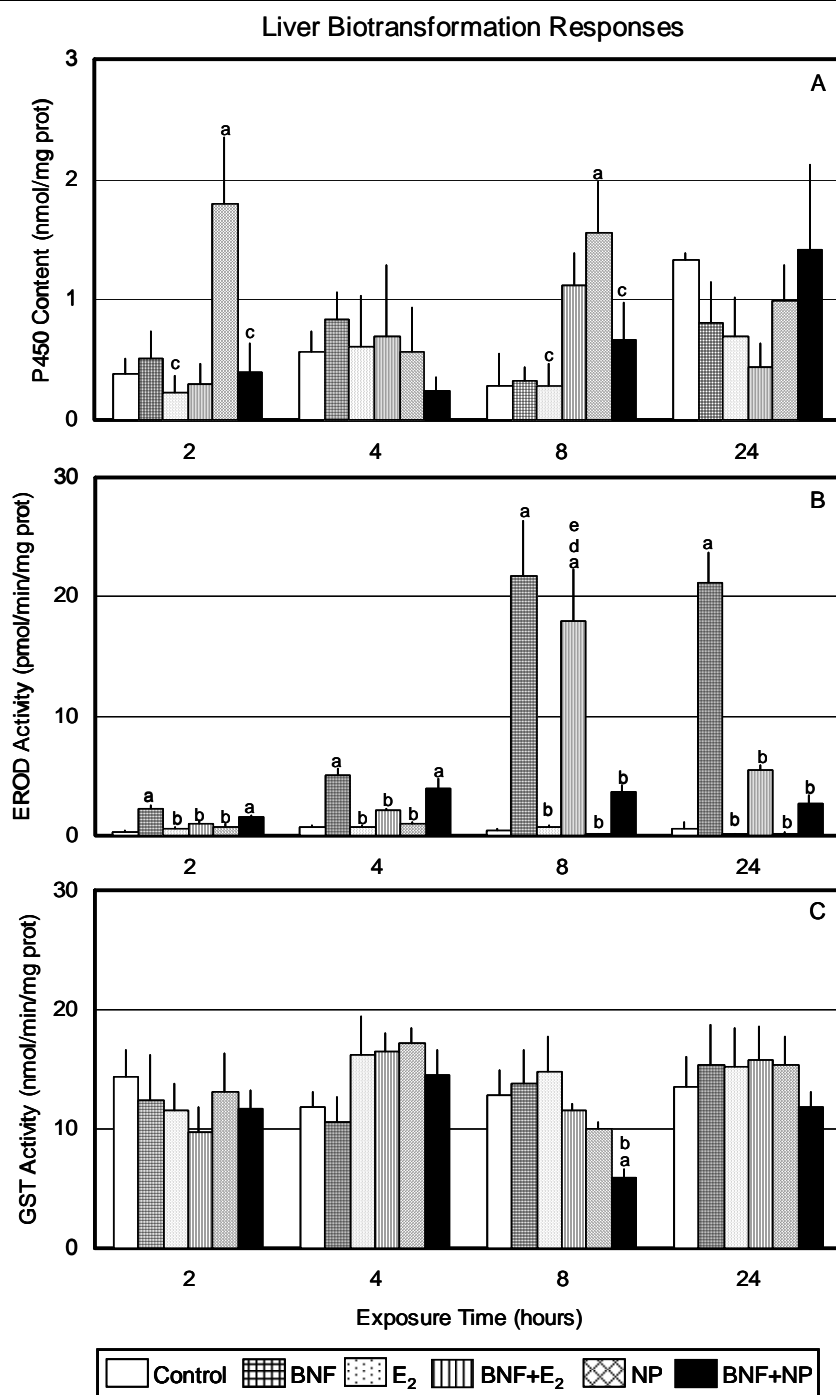 Liver Biotransformation Responses
P450 Content (nmol/mg prot)
3
2
1
0
A
a
c
c
a
c
c
2 4 8 24
EROD Activity (pmol/min/mg prot)
30
20
10
0
B
a
b
b
b
a
a
b
b
b
a
a
b
e
d
a
b
b
a
b
b
b
b
2 4 8 24
GST Activity (nmol/min/mg prot)
30
20
10
0
C
b
a
2 4 8 24
Exposure Time (hours)
Control BNF E₂ BNF+E₂ NP BNF+NP